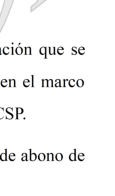 ación que se
en el marco
CSP.
de abono de